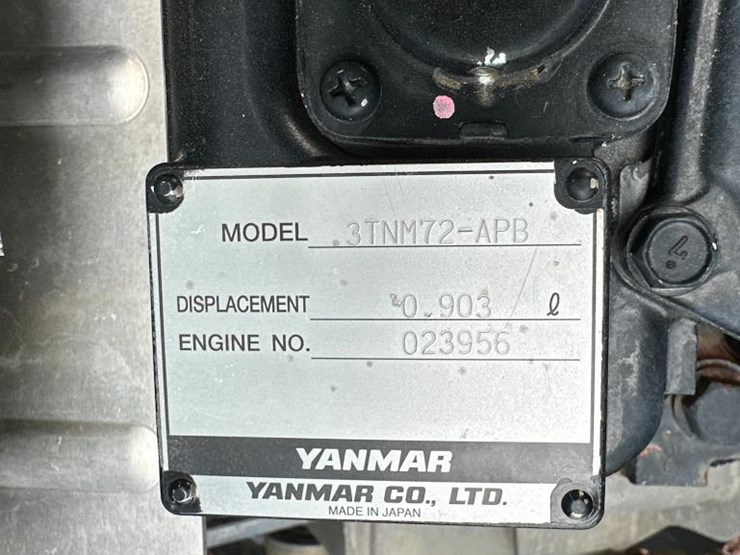 MODEL 3TNM72-APB
DISPLACEMENT 0.903 ℓ
ENGINE NO. 023956
YANMAR
YANMAR CO., LTD.
MADE IN JAPAN